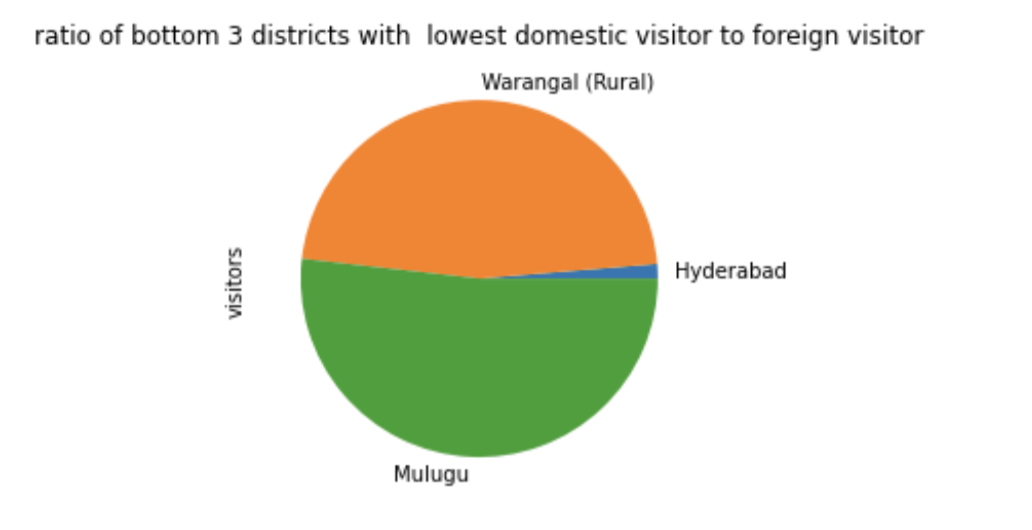 ratio of bottom 3 districts with  lowest domestic visitor to foreign visitor
Warangal (Rural)
Hyderabad
visitors
Mulugu